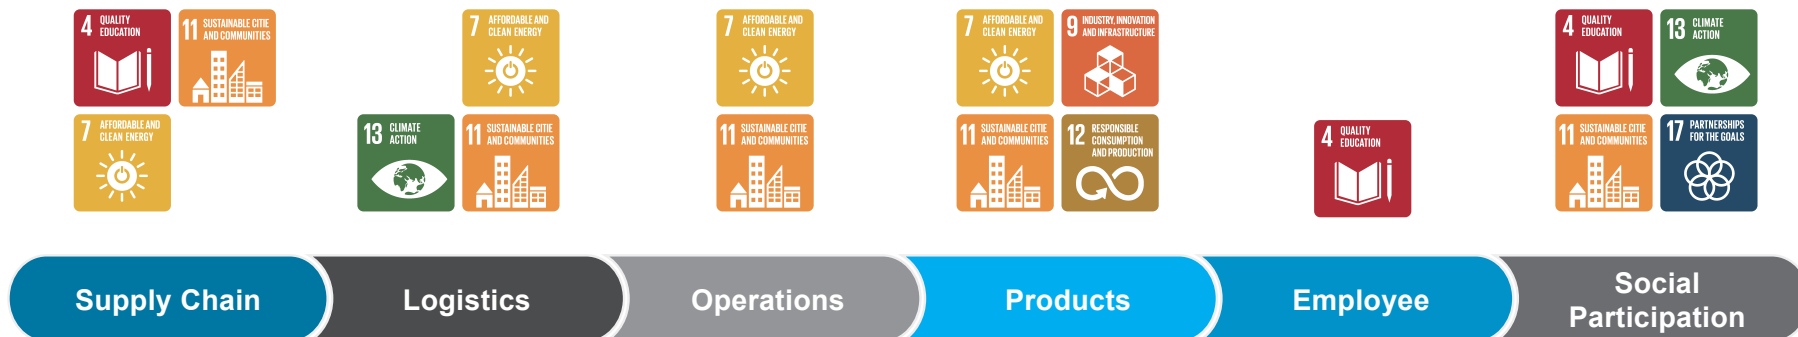 4 QUALITY
EDUCATION
11 SUSTAINABLE CITIE
AND COMMUNITIES
7 AFFORDABLE AND
CLEAN ENERGY
7 AFFORDABLE AND
CLEAN ENERGY
13 CLIMATE
ACTION
11 SUSTAINABLE CITIE
AND COMMUNITIES
7 AFFORDABLE AND
CLEAN ENERGY
11 SUSTAINABLE CITIE
AND COMMUNITIES
7 AFFORDABLE AND
CLEAN ENERGY
9 INDUSTRY, INNOVATION
AND INFRASTRUCTURE
11 SUSTAINABLE CITIE
AND COMMUNITIES
12 RESPONSIBLE
CONSUMPTION
AND PRODUCTION
4 QUALITY
EDUCATION
4 QUALITY
EDUCATION
13 CLIMATE
ACTION
11 SUSTAINABLE CITIE
AND COMMUNITIES
17 PARTNERSHIPS
FOR THE GOALS
Supply Chain
Logistics
Operations
Products
Employee
Social
Participation